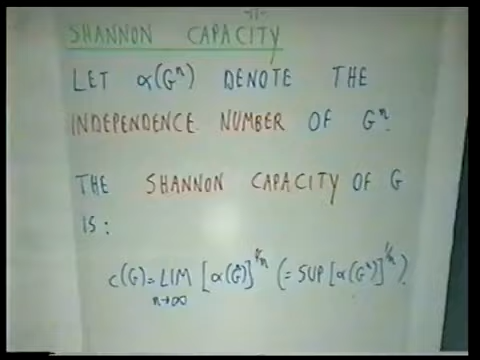 SHANNON CAPACITY
LET α(Gⁿ) DENOTE THE
INDEPENDENCE NUMBER OF Gⁿ.
THE SHANNON CAPACITY OF G
IS:
c(G) = LIM [α(Gⁿ)]^{1/n} (= SUP [α(Gⁿ)]^{1/n}).
n→∞